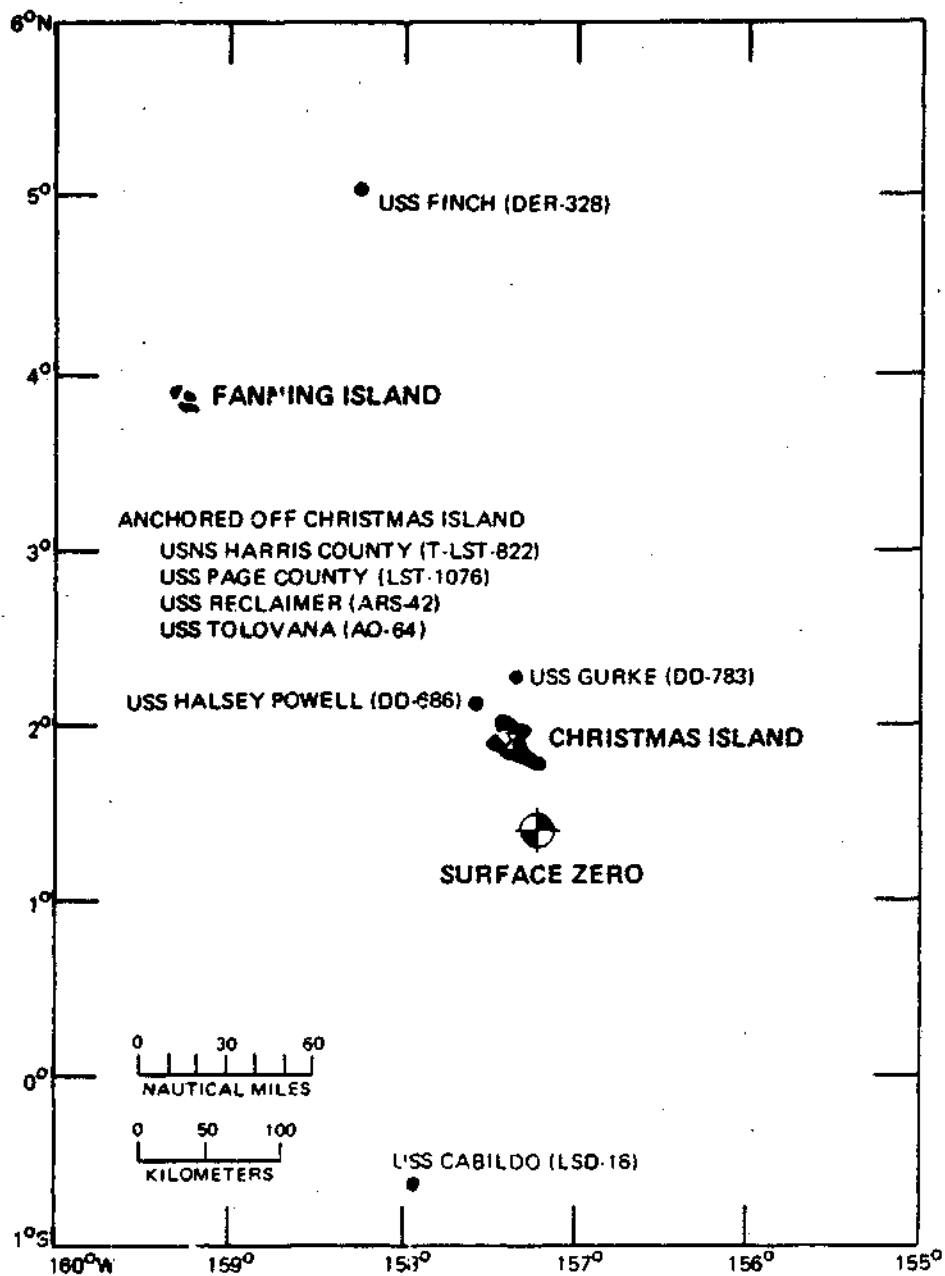 6°N
5°
USS FINCH (DER-328)
4°
FANNING ISLAND
ANCHORED OFF CHRISTMAS ISLAND
3°
USNS HARRIS COUNTY (T-LST-822)
USS PAGE COUNTY (LST-1076)
USS RECLAIMER (ARS-42)
USS TOLOVANA (AO-64)
USS GURKE (DD-783)
USS HALSEY POWELL (DD-686)
2°
CHRISTMAS ISLAND
SURFACE ZERO
1°
0 30 60
NAUTICAL MILES
0°
0 50 100
KILOMETERS
USS CABILDO (LSD-16)
1°S
160°W 159° 158° 157° 156° 155°